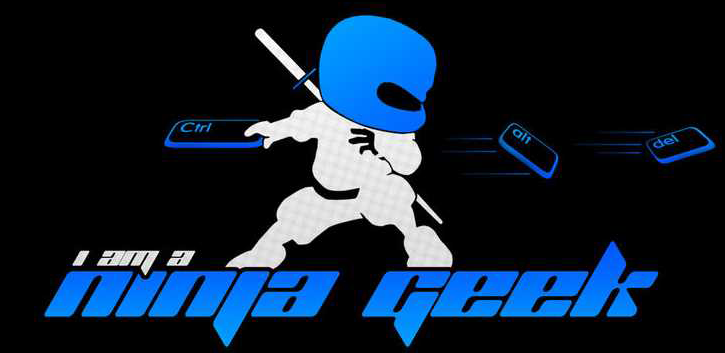 Ctrl
alt
del
i am a
ninja geek